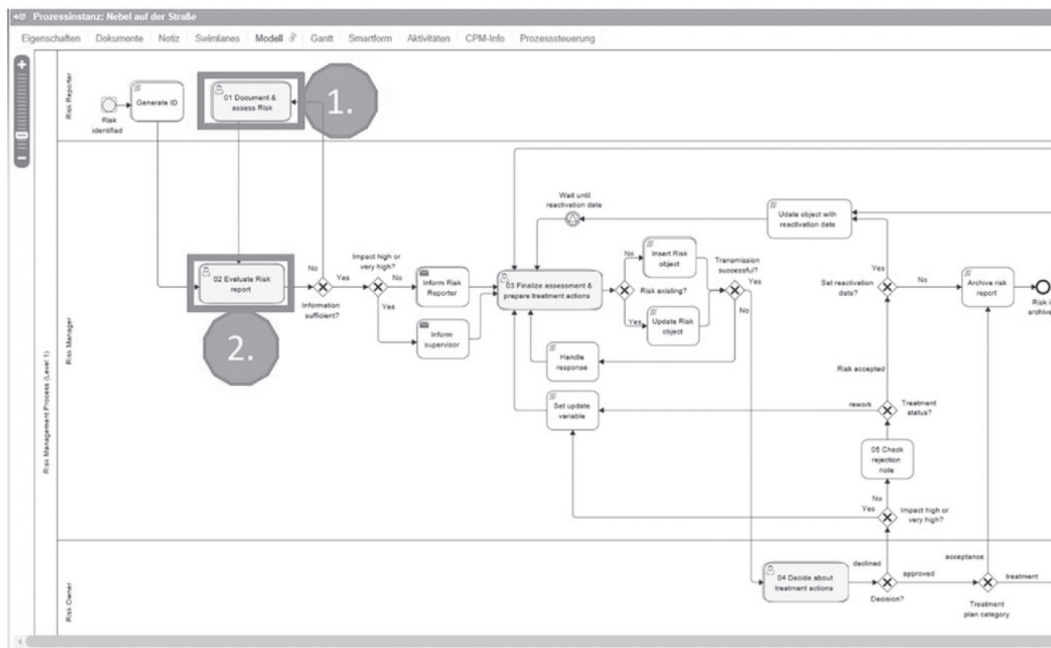 Prozessinstanz: Nebel auf der Straße
Eigenschaften Dokumente Notiz Swimlanes Modell Gantt Smartform Aktivitäten CPM-Info Prozesssteuerung
Risk Management Process (Level 1)
Risk Reporter
Risk
identified
Generate ID
01 Document &
assess Risk
1.
Risk Manager
02 Evaluate Risk
report
2.
No
Yes
Information
sufficient?
Impact high or
very high?
No
Yes
Inform Risk
Reporter
Inform
supervisor
Wait until
reactivation date
03 Finalize assessment &
prepare treatment actions
No
Risk existing?
Yes
Insert Risk
object
Update Risk
object
Transmission
successful?
Yes
No
Handle
response
Set update
variable
Udate object with
reactivation date
Yes
Set reactivation
date?
No
Archive risk
report
Risk i
archive
Risk accepted
rework
Treatment
status?
05 Check
rejection
note
No
Yes
Impact high or
very high?
Risk Owner
04 Decide about
treatment actions
declined
approved
Decision?
acceptance
treatment
Treatment
plan category